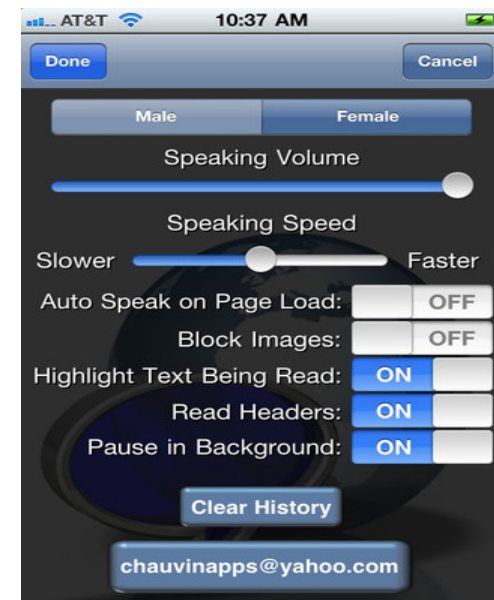 AT&T 10:37 AM
Done Cancel
Male Female
Speaking Volume
Speaking Speed
Slower Faster
Auto Speak on Page Load: OFF
Block Images: OFF
Highlight Text Being Read: ON
Read Headers: ON
Pause in Background: ON
Clear History
chauvinapps@yahoo.com